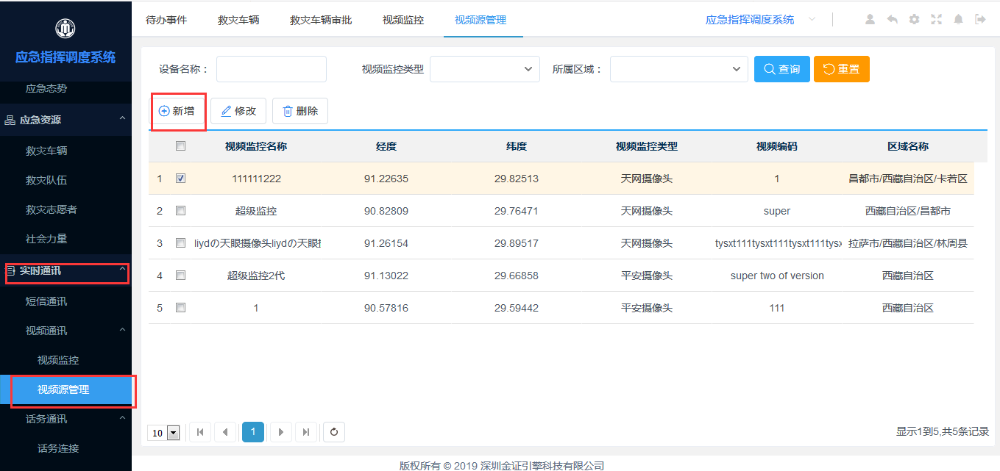 应急指挥调度系统
应急态势
应急资源
救灾车辆
救灾队伍
救灾志愿者
社会力量
实时通讯
短信通讯
视频通讯
视频监控
视频源管理
话务通讯
话务连接
待办事件 救灾车辆 救灾车辆审批 视频监控 视频源管理 应急指挥调度系统
设备名称： 视频监控类型 所属区域： 查询 重置
新增 修改 删除
视频监控名称 经度 纬度 视频监控类型 视频编码 区域名称
1 111111222 91.22635 29.82513 天网摄像头 1 昌都市/西藏自治区/卡若区
2 超级监控 90.82809 29.76471 天网摄像头 super 西藏自治区/昌都市
3 liydの天眼摄像头liydの天眼 91.26154 29.89517 天网摄像头 tysxt111tysxt111tysxt111tysx 拉萨市/西藏自治区/林周县
4 超级监控2代 91.13022 29.66858 平安摄像头 super two of version 西藏自治区
5 1 90.57816 29.59442 平安摄像头 111 西藏自治区
10 1 显示1到5,共5条记录
版权所有 © 2019 深圳金证引擎科技有限公司